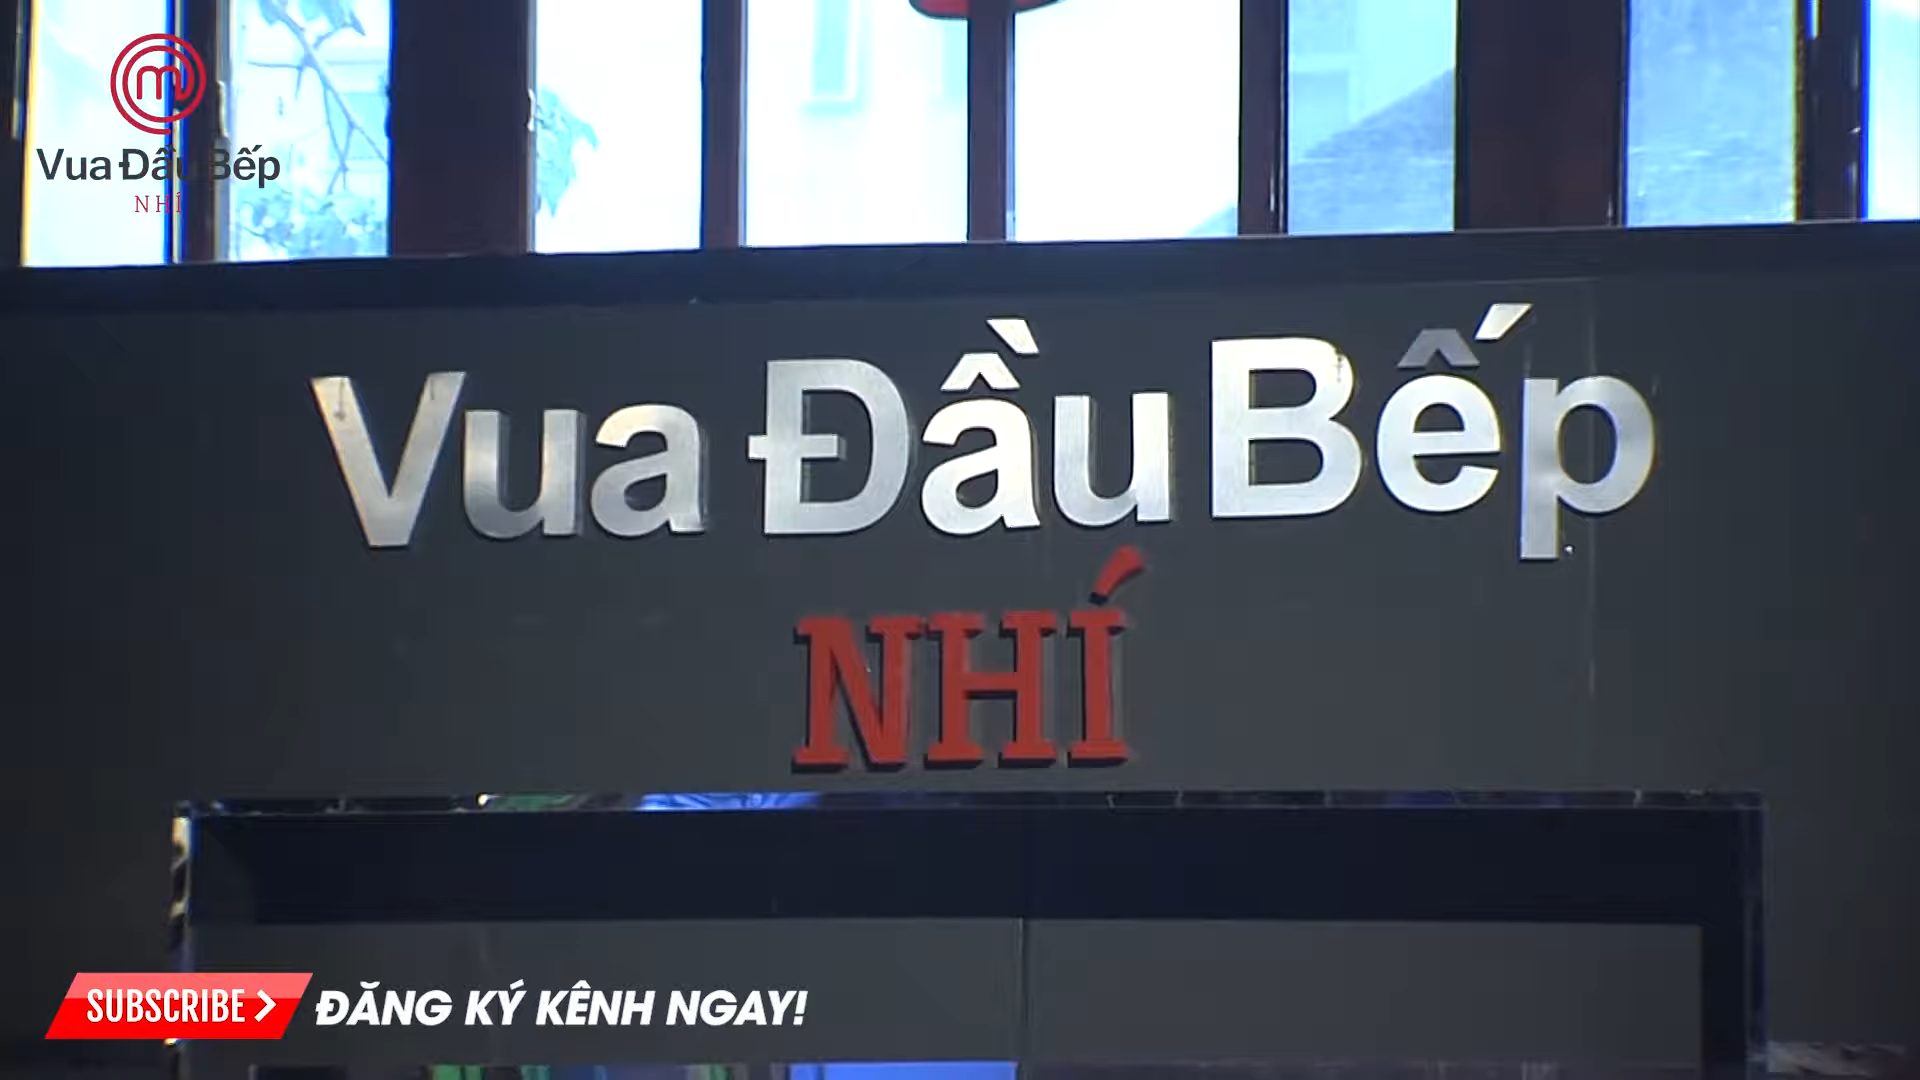 m
Vua Đầu Bếp
NHÍ
Vua Đầu Bếp
NHÍ
SUBSCRIBE
ĐĂNG KÝ KÊNH NGAY!